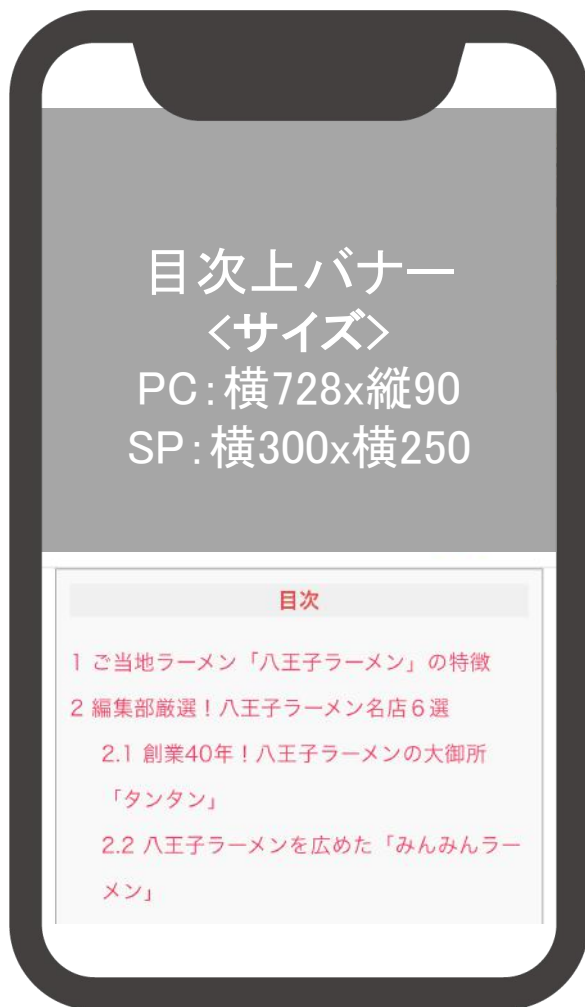 目次上バナー
<サイズ>
PC：横728x縦90
SP：横300x横250
目次
1 ご当地ラーメン「八王子ラーメン」の特徴
2 編集部厳選！八王子ラーメン名店６選
2.1 創業40年！八王子ラーメンの大御所
「タンタン」
2.2 八王子ラーメンを広めた「みんみんラー
メン」